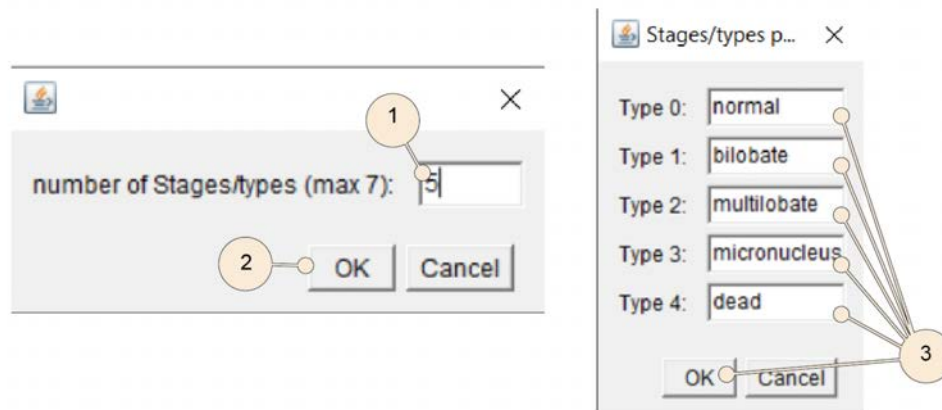 1
number of Stages/types (max 7): 5
2
OK Cancel
Stages/types p...
Type 0: normal
Type 1: bilobate
Type 2: multilobate
Type 3: micronucleus
Type 4: dead
3
OK Cancel